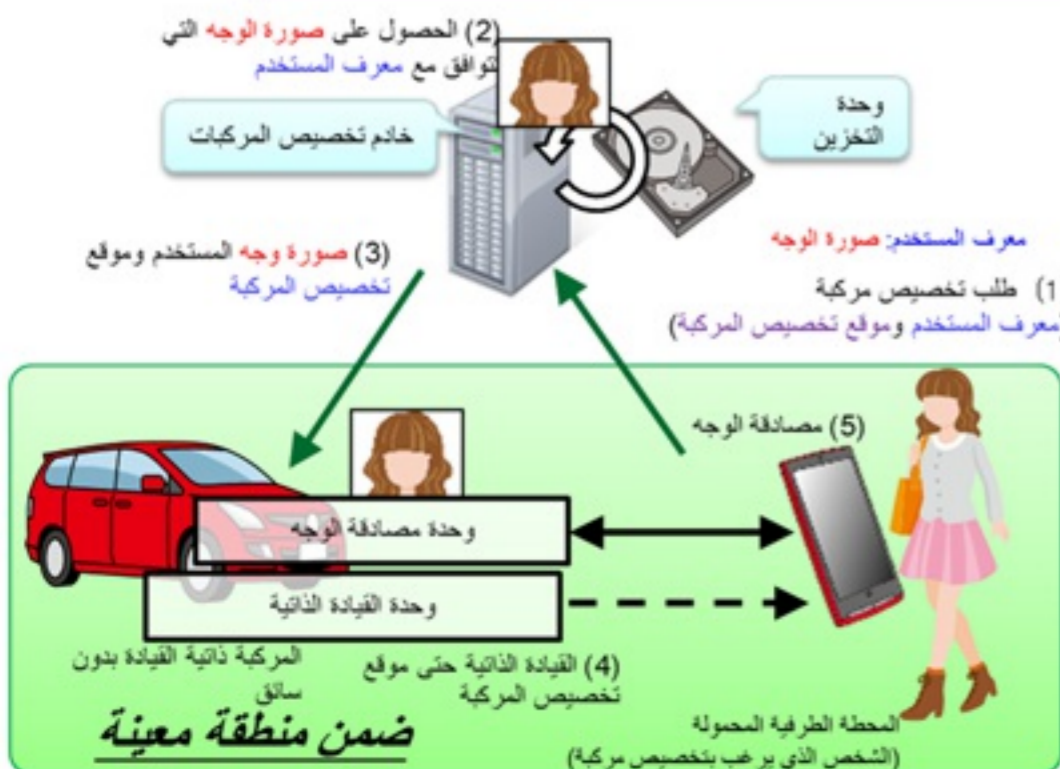 (2) الحصول على صورة الوجه التي
توافق مع معرف المستخدم
وحدة
التخزين
خادم تخصيص المركبات
معرف المستخدم: صورة الوجه
1) طلب تخصيص مركبة
(معرف المستخدم وموقع تخصيص المركبة)
(3) صورة وجه المستخدم وموقع
تخصيص المركبة
(5) مصادقة الوجه
وحدة مصادقة الوجه
وحدة القيادة الذاتية
(4) القيادة الذاتية حتى موقع
تخصيص المركبة
المركبة ذاتية القيادة بدون
سائق
ضمن منطقة معينة
المحطة الطرفية المحمولة
(الشخص الذي يرغب بتخصيص مركبة)